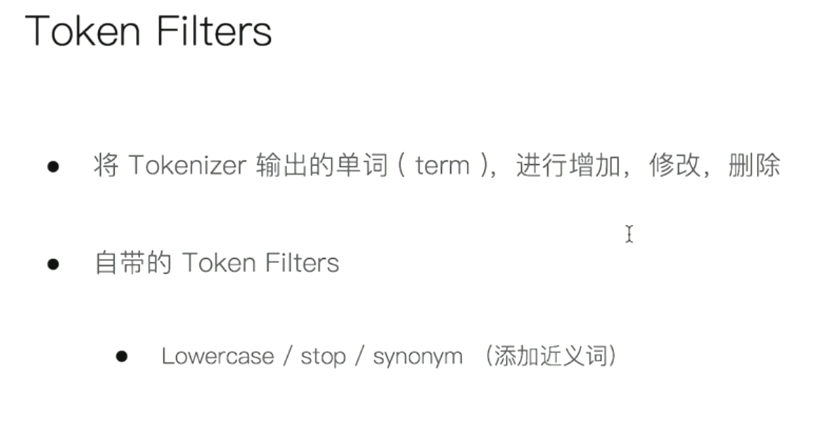 Token Filters
● 将 Tokenizer 输出的单词（term），进行增加，修改，删除
● 自带的 Token Filters
● Lowercase / stop / synonym （添加近义词）